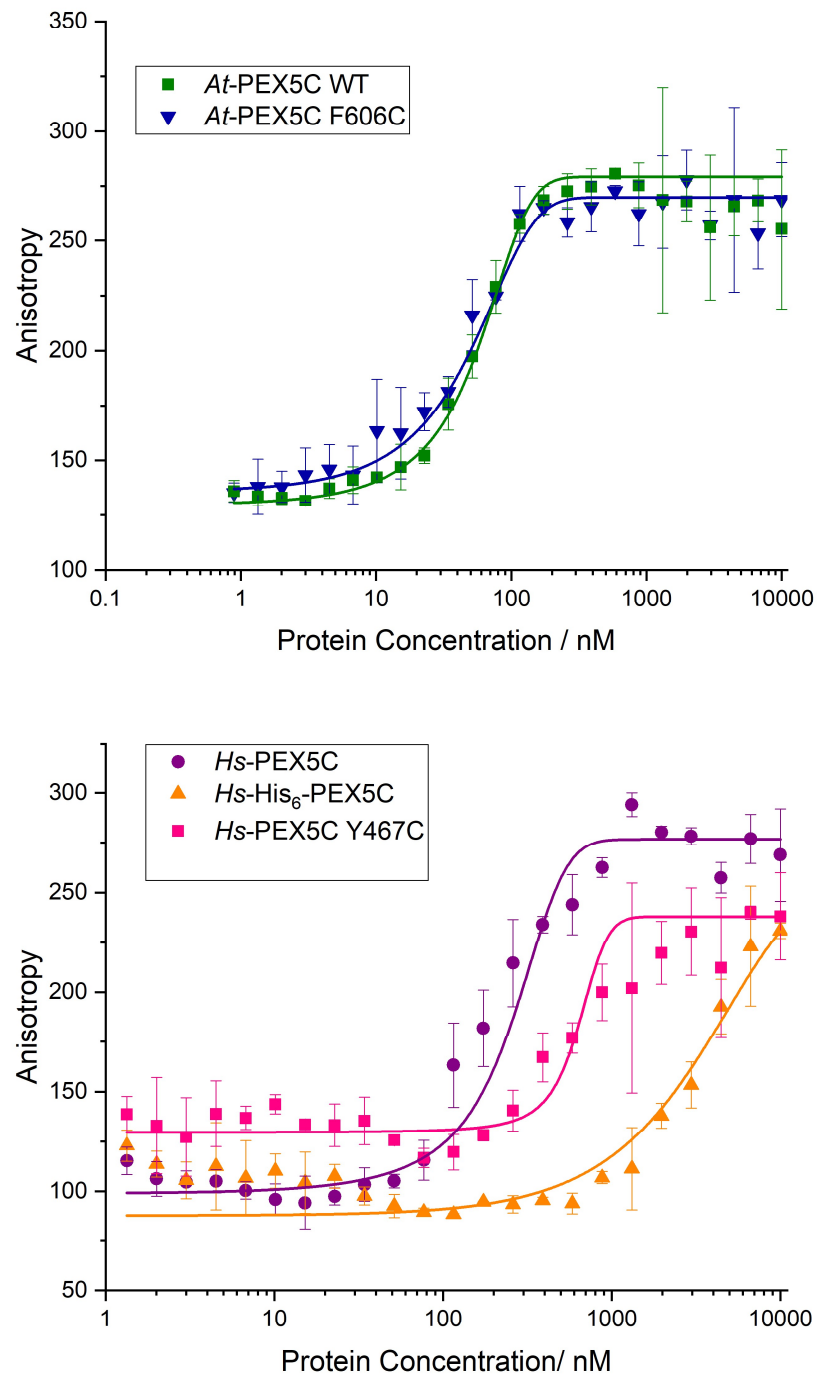 350
300
250
200
150
100
Anisotropy
At-PEX5C WT
At-PEX5C F606C
0.1 1 10 100 1000 10000
Protein Concentration / nM
300
250
200
150
100
50
Anisotropy
Hs-PEX5C
Hs-His6-PEX5C
Hs-PEX5C Y467C
1 10 100 1000 10000
Protein Concentration/ nM